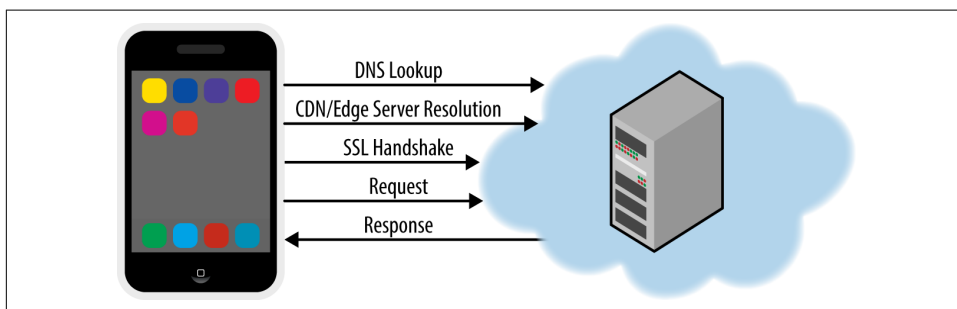 DNS Lookup
CDN/Edge Server Resolution
SSL Handshake
Request
Response